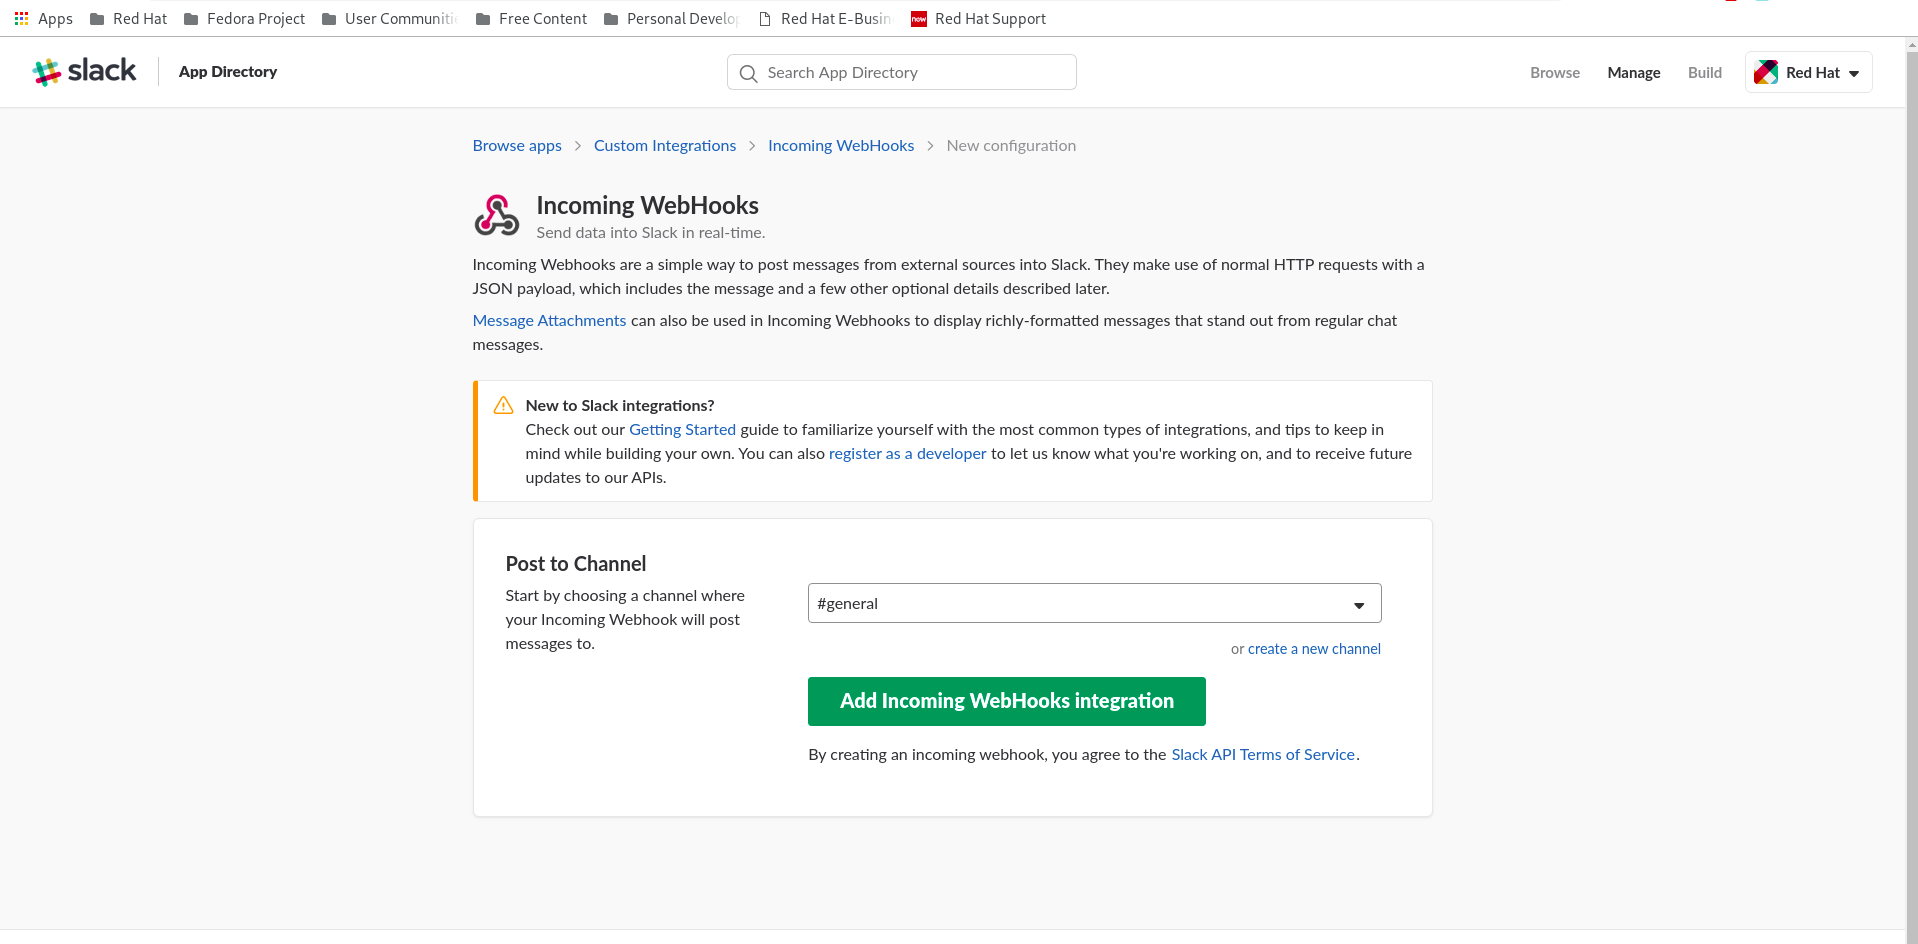 Apps Red Hat Fedora Project User Communiti Free Content Personal Develop Red Hat E-Busin now Red Hat Support
slack App Directory Search App Directory Browse Manage Build Red Hat
Browse apps > Custom Integrations > Incoming WebHooks > New configuration
Incoming WebHooks
Send data into Slack in real-time.
Incoming Webhooks are a simple way to post messages from external sources into Slack. They make use of normal HTTP requests with a
JSON payload, which includes the message and a few other optional details described later.
Message Attachments can also be used in Incoming Webhooks to display richly-formatted messages that stand out from regular chat
messages.
New to Slack integrations?
Check out our Getting Started guide to familiarize yourself with the most common types of integrations, and tips to keep in
mind while building your own. You can also register as a developer to let us know what you're working on, and to receive future
updates to our APIs.
Post to Channel
Start by choosing a channel where
your Incoming Webhook will post
messages to.
#general
or create a new channel
Add Incoming WebHooks integration
By creating an incoming webhook, you agree to the Slack API Terms of Service.